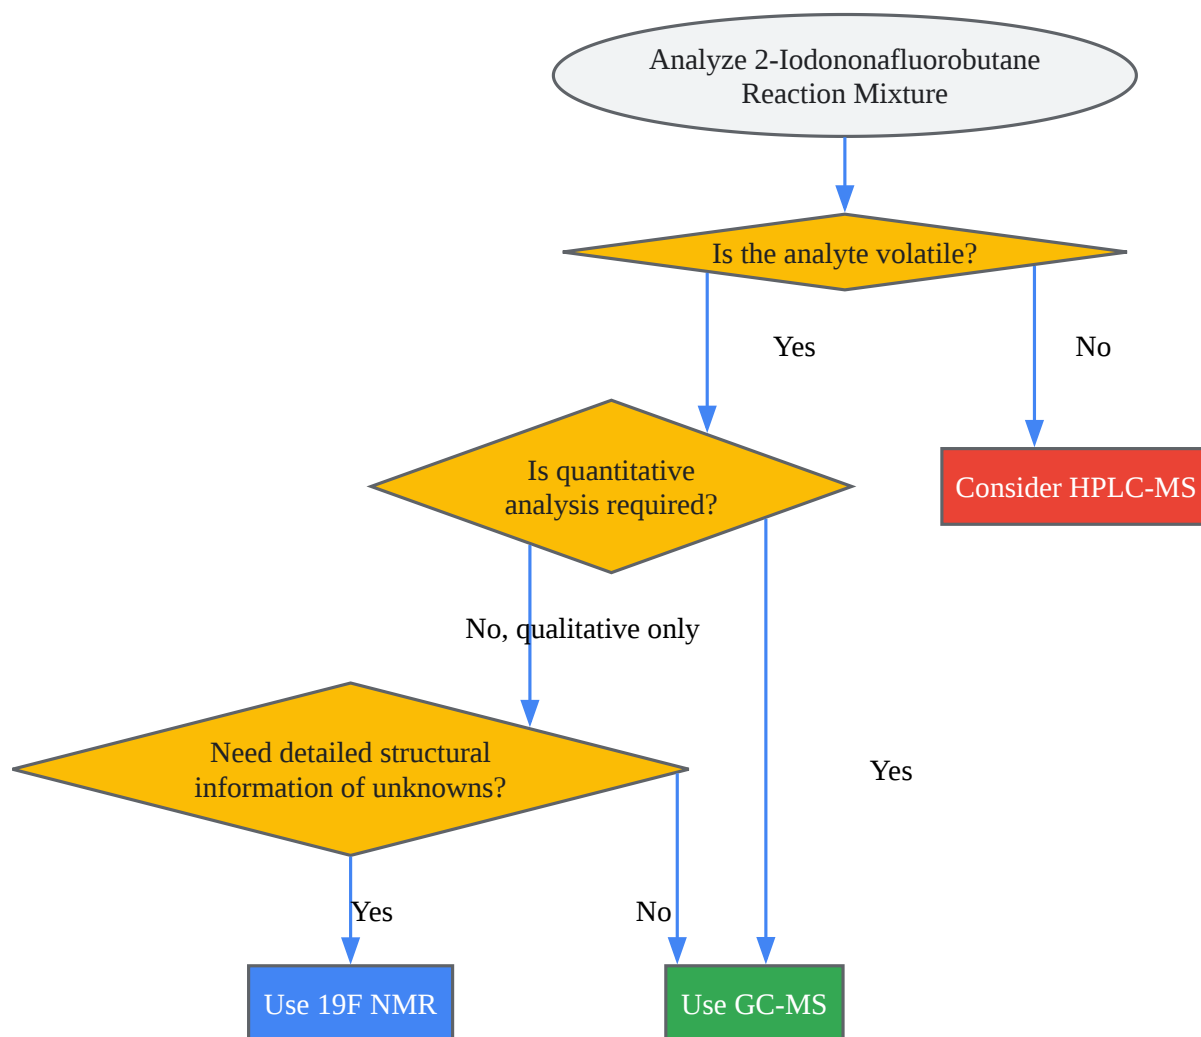 Analyze 2-Iodononafluorobutane
Reaction Mixture
Is the analyte volatile?
Yes
No
Is quantitative
analysis required?
Consider HPLC-MS
No, qualitative only
Need detailed structural
information of unknowns?
Yes
Yes
No
Use 19F NMR
Use GC-MS